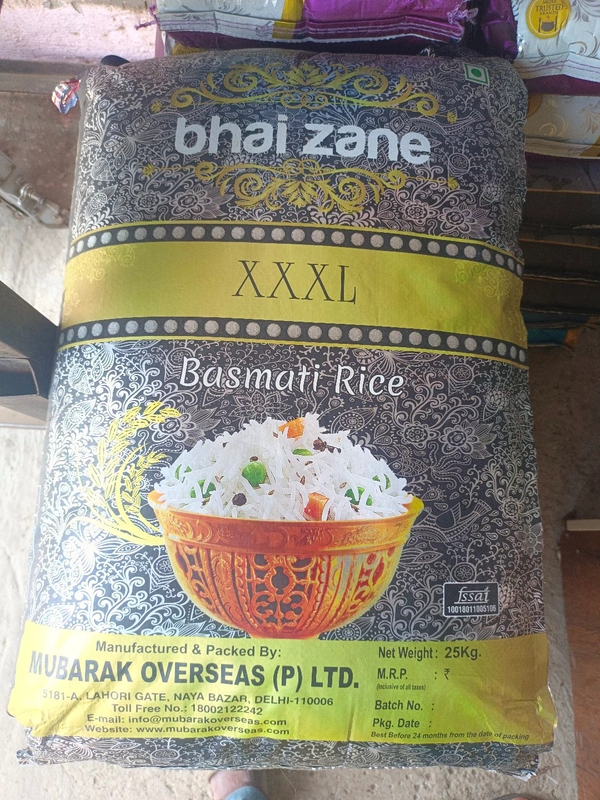 TRUSTED
bhai zane
XXXL
Basmati Rice
fssai
10018011005106
Manufactured & Packed By:
MUBARAK OVERSEAS (P) LTD.
5181-A, LAHORI GATE, NAYA BAZAR, DELHI-110006
Toll Free No.: 18002122242
E-mail: info@mubarakoverseas.com
Website: www.mubarakoverseas.com
Net Weight : 25Kg.
M.R.P. : ₹
(Inclusive of all taxes)
Batch No. :
Pkg. Date :
Best Before 24 months from the date of packing